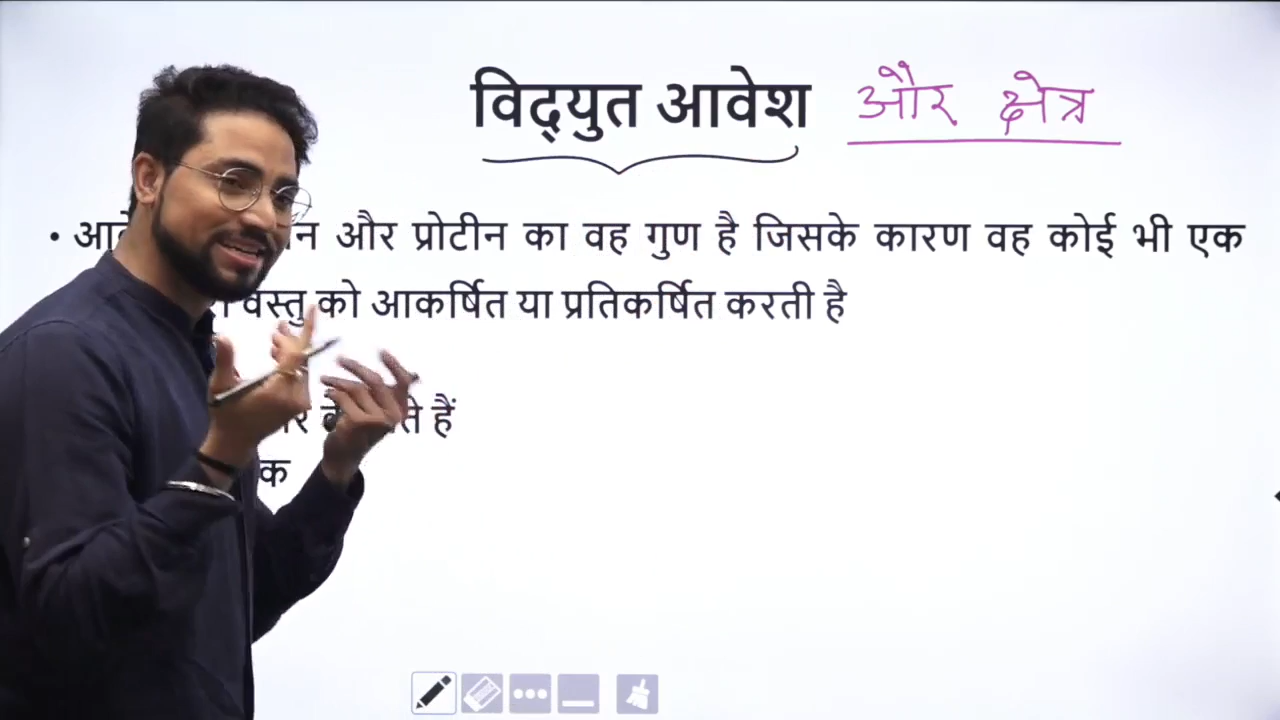 विद्युत आवेश और क्षेत्र
और प्रोटीन का वह गुण है जिसके कारण वह कोई भी एक
वस्तु को आकर्षित या प्रतिकर्षित करती है
हैं